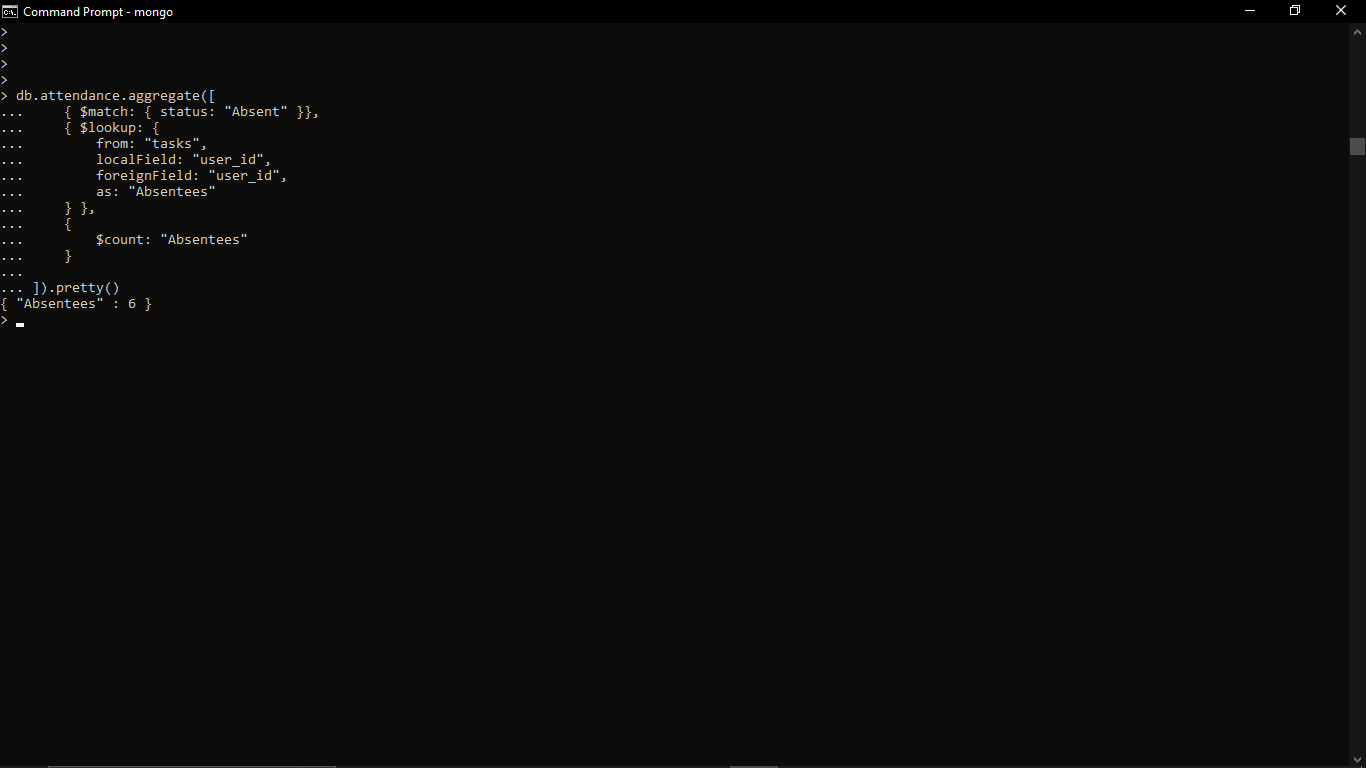 Command Prompt - mongo
>
>
>
>
> db.attendance.aggregate([
...     { $match: { status: "Absent" }},
...     { $lookup: {
...         from: "tasks",
...         localField: "user_id",
...         foreignField: "user_id",
...         as: "Absentees"
...     } },
...     {
...         $count: "Absentees"
...     }
...
... ]).pretty()
{ "Absentees" : 6 }
>